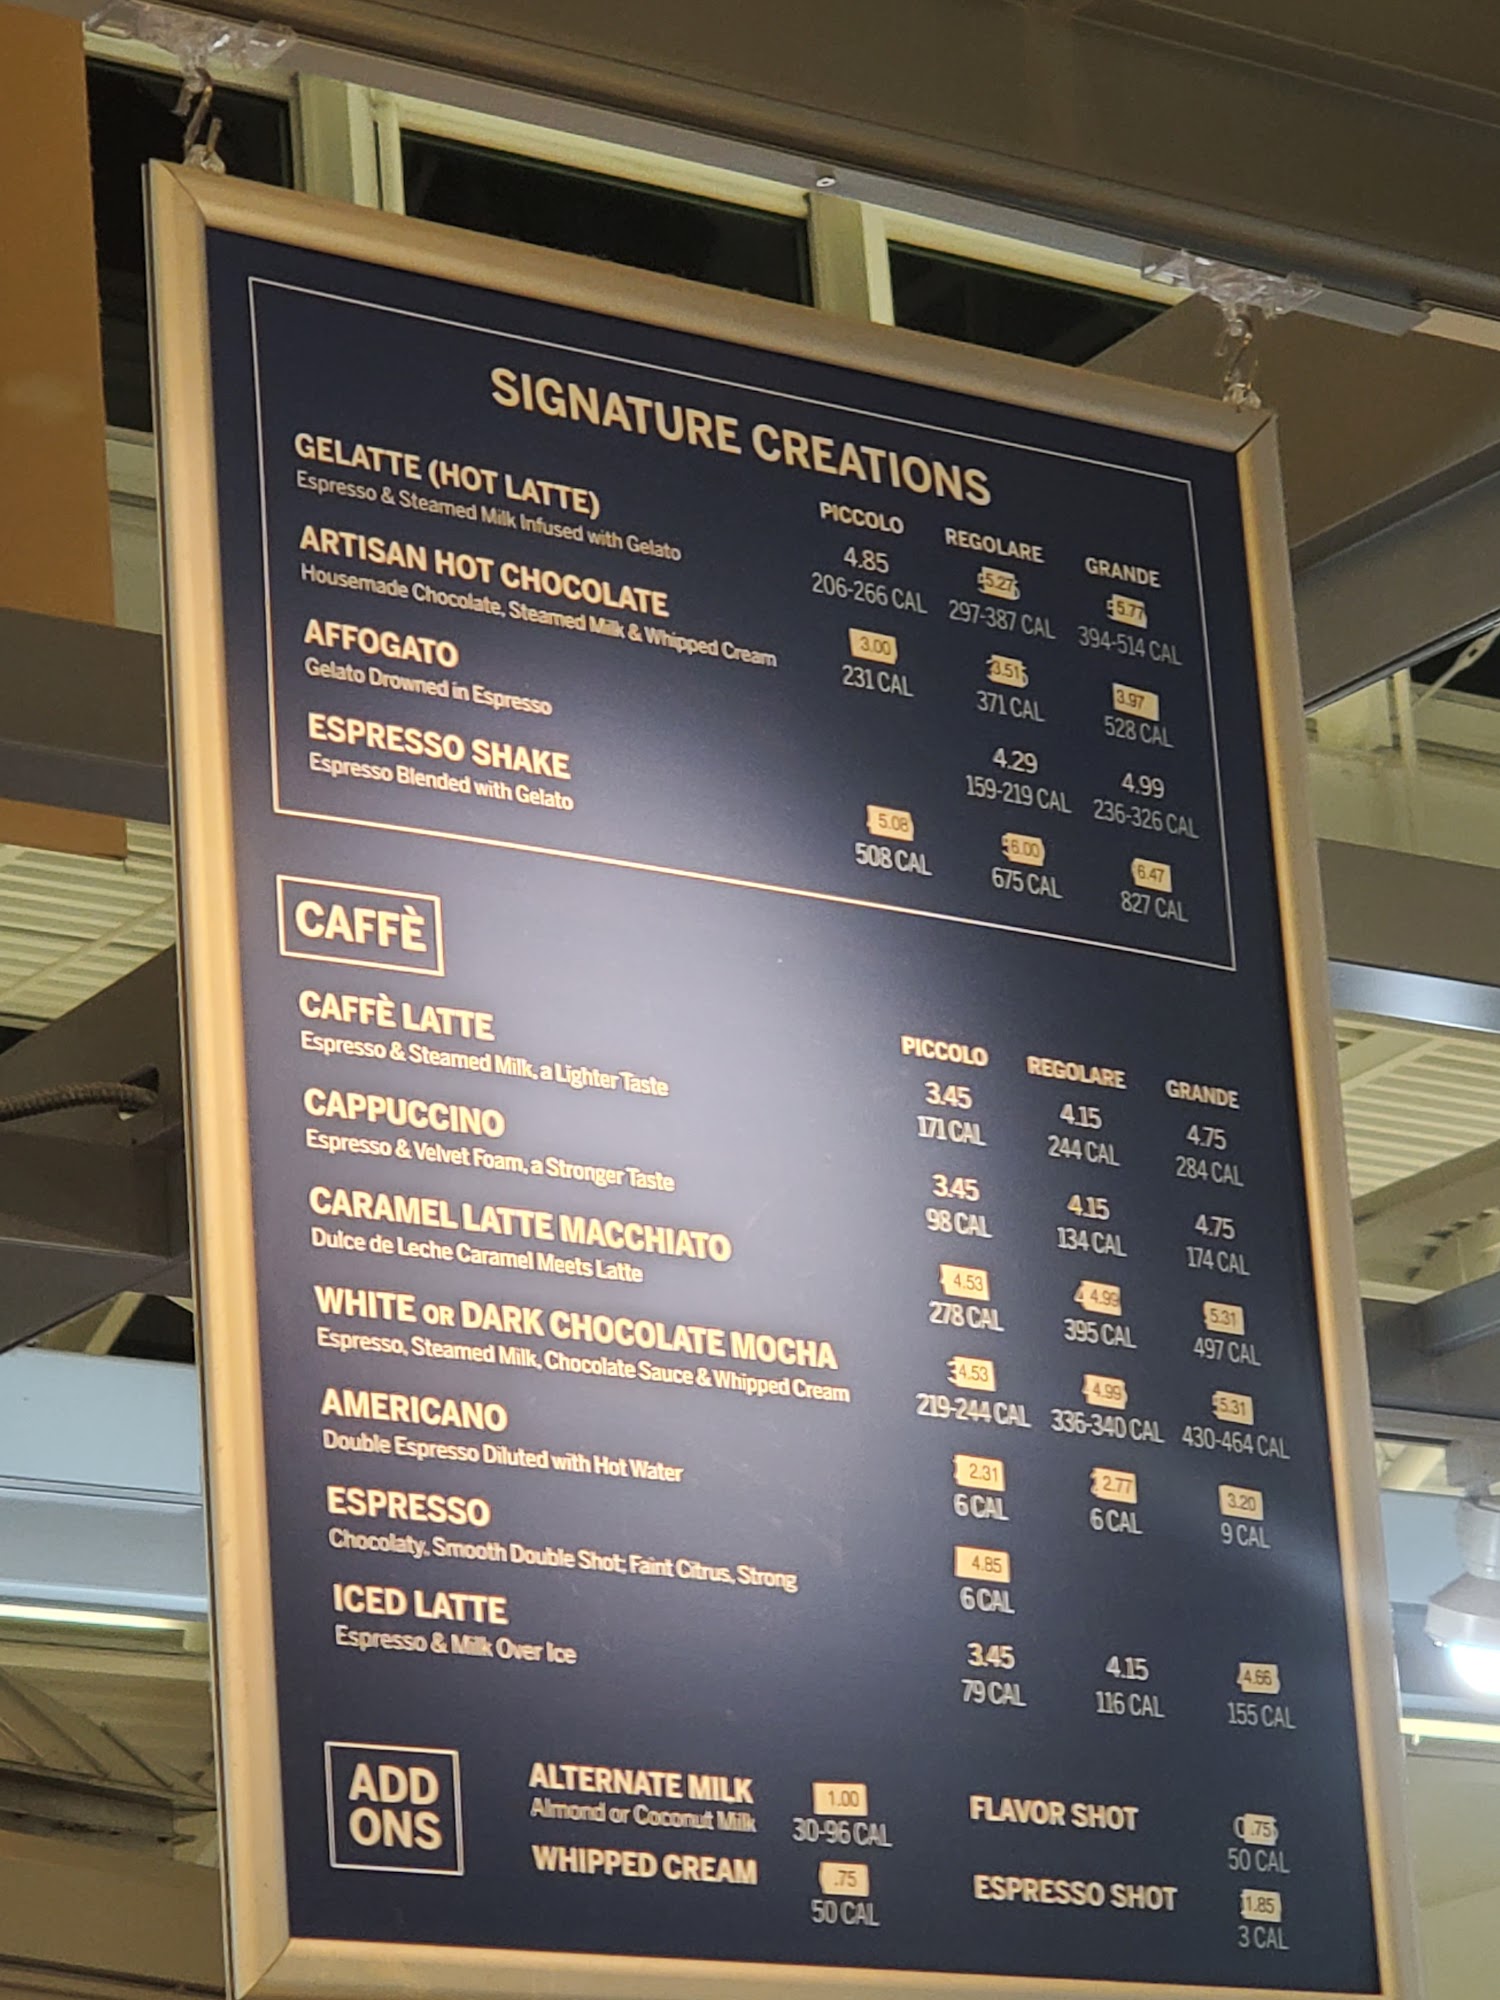 SIGNATURE CREATIONS
PICCOLO REGOLARE GRANDE
GELATTE (HOT LATTE) 4.85 5.27 5.77
Espresso & Steamed Milk Infused with Gelato 206-266 CAL 297-387 CAL 394-514 CAL
ARTISAN HOT CHOCOLATE 3.00 3.51 3.97
Housemade Chocolate, Steamed Milk & Whipped Cream 231 CAL 371 CAL 528 CAL
AFFOGATO 4.29 4.99
Gelato Drowned in Espresso 159-219 CAL 236-326 CAL
ESPRESSO SHAKE 5.08 6.00 6.47
Espresso Blended with Gelato 508 CAL 675 CAL 827 CAL
CAFFÈ
PICCOLO REGOLARE GRANDE
CAFFÈ LATTE 3.45 4.15 4.75
Espresso & Steamed Milk, a Lighter Taste 171 CAL 244 CAL 284 CAL
CAPPUCCINO 3.45 4.15 4.75
Espresso & Velvet Foam, a Stronger Taste 98 CAL 134 CAL 174 CAL
CARAMEL LATTE MACCHIATO 4.53 4.99 5.31
Dulce de Leche Caramel Meets Latte 278 CAL 395 CAL 497 CAL
WHITE OR DARK CHOCOLATE MOCHA 4.53 4.99 5.31
Espresso, Steamed Milk, Chocolate Sauce & Whipped Cream 219-244 CAL 336-340 CAL 430-464 CAL
AMERICANO 2.31 2.77 3.20
Double Espresso Diluted with Hot Water 6 CAL 6 CAL 9 CAL
ESPRESSO 4.85
Chocolaty, Smooth Double Shot; Faint Citrus, Strong 6 CAL
ICED LATTE 3.45 4.15 4.66
Espresso & Milk Over Ice 79 CAL 116 CAL 155 CAL
ADD
ONS
ALTERNATE MILK 1.00
Almond or Coconut Milk 30-96 CAL
WHIPPED CREAM .75
50 CAL
FLAVOR SHOT .75
50 CAL
ESPRESSO SHOT 1.85
3 CAL